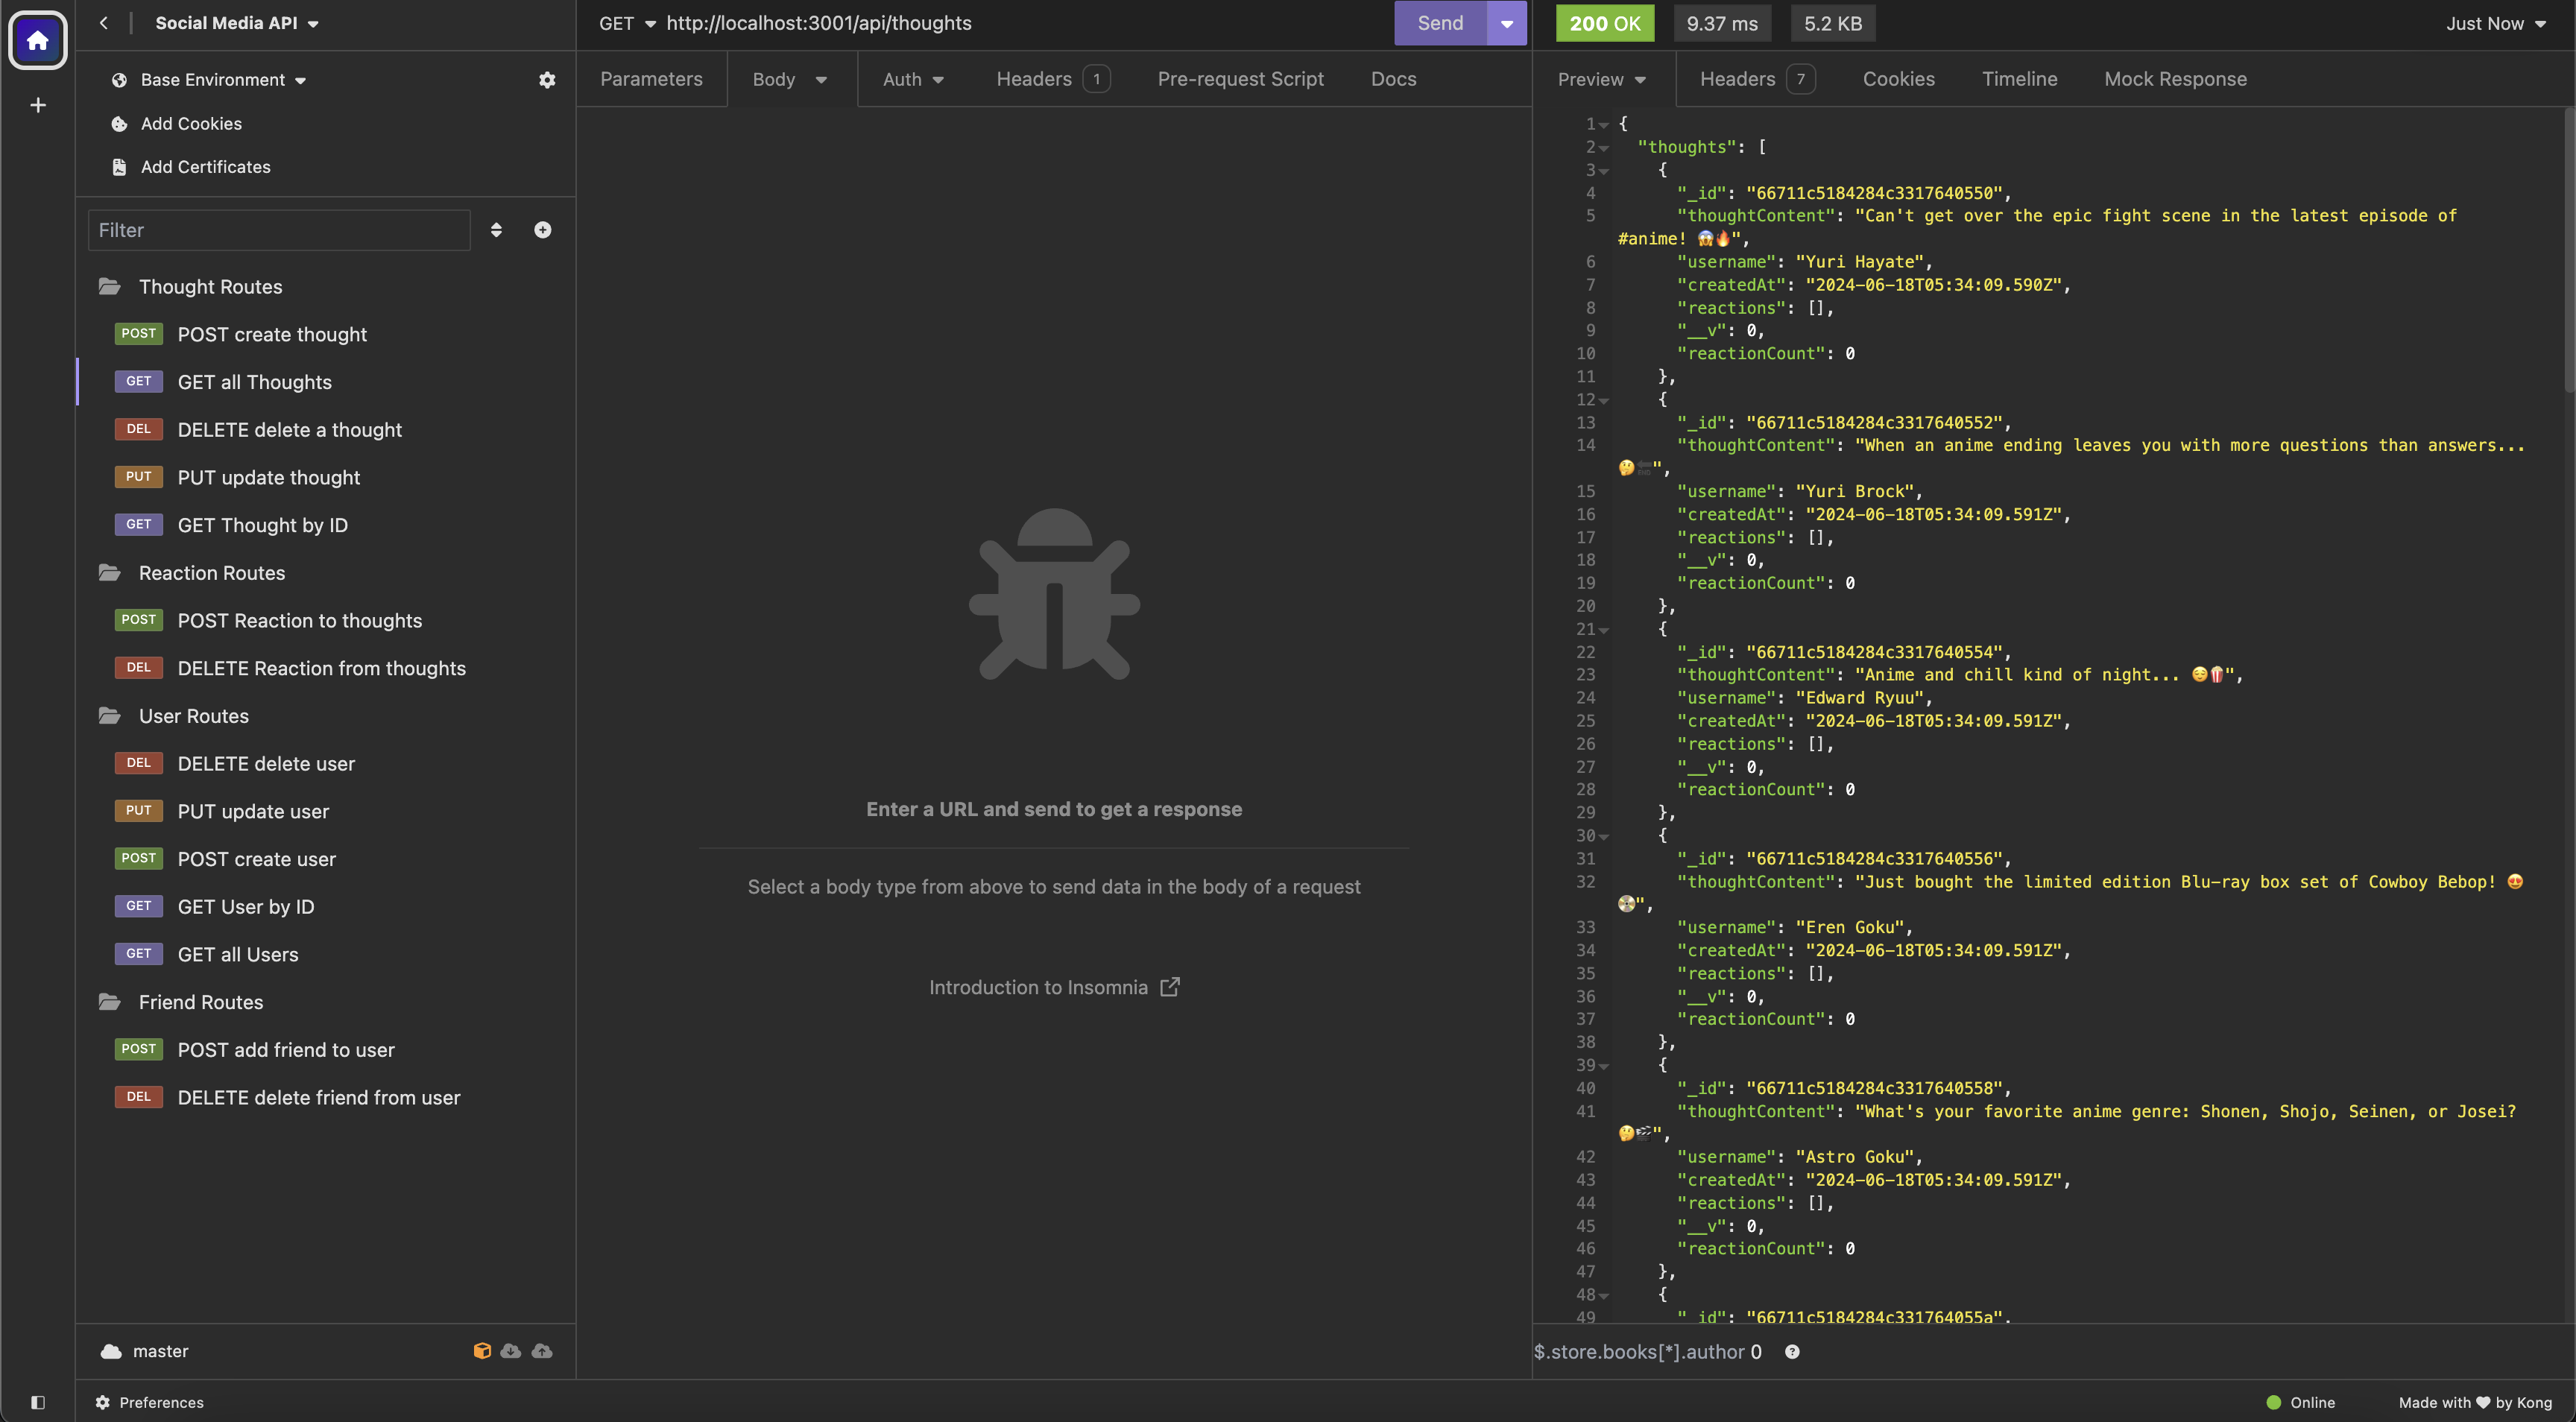 Social Media API
Base Environment
Add Cookies
Add Certificates
Filter
Thought Routes
POST POST create thought
GET GET all Thoughts
DEL DELETE delete a thought
PUT PUT update thought
GET GET Thought by ID
Reaction Routes
POST POST Reaction to thoughts
DEL DELETE Reaction from thoughts
User Routes
DEL DELETE delete user
PUT PUT update user
POST POST create user
GET GET User by ID
GET GET all Users
Friend Routes
POST POST add friend to user
DEL DELETE delete friend from user
master
Preferences
GET http://localhost:3001/api/thoughts Send
Parameters Body Auth Headers 1 Pre-request Script Docs
Enter a URL and send to get a response
Select a body type from above to send data in the body of a request
Introduction to Insomnia
200 OK 9.37 ms 5.2 KB Just Now
Preview Headers 7 Cookies Timeline Mock Response
1 {
2 "thoughts": [
3 {
4 "_id": "66711c5184284c3317640550",
5 "thoughtContent": "Can't get over the epic fight scene in the latest episode of
#anime! 😱🔥",
6 "username": "Yuri Hayate",
7 "createdAt": "2024-06-18T05:34:09.590Z",
8 "reactions": [],
9 "__v": 0,
10 "reactionCount": 0
11 },
12 {
13 "_id": "66711c5184284c3317640552",
14 "thoughtContent": "When an anime ending leaves you with more questions than answers...
🤔🔚",
15 "username": "Yuri Brock",
16 "createdAt": "2024-06-18T05:34:09.591Z",
17 "reactions": [],
18 "__v": 0,
19 "reactionCount": 0
20 },
21 {
22 "_id": "66711c5184284c3317640554",
23 "thoughtContent": "Anime and chill kind of night... 😌🍿",
24 "username": "Edward Ryuu",
25 "createdAt": "2024-06-18T05:34:09.591Z",
26 "reactions": [],
27 "__v": 0,
28 "reactionCount": 0
29 },
30 {
31 "_id": "66711c5184284c3317640556",
32 "thoughtContent": "Just bought the limited edition Blu-ray box set of Cowboy Bebop! 😍
📀",
33 "username": "Eren Goku",
34 "createdAt": "2024-06-18T05:34:09.591Z",
35 "reactions": [],
36 "__v": 0,
37 "reactionCount": 0
38 },
39 {
40 "_id": "66711c5184284c3317640558",
41 "thoughtContent": "What's your favorite anime genre: Shonen, Shojo, Seinen, or Josei?
🤔🎬",
42 "username": "Astro Goku",
43 "createdAt": "2024-06-18T05:34:09.591Z",
44 "reactions": [],
45 "__v": 0,
46 "reactionCount": 0
47 },
48 {
49 "_id": "66711c5184284c331764055a",
$.store.books[*].author 0
Online Made with ♥ by Kong